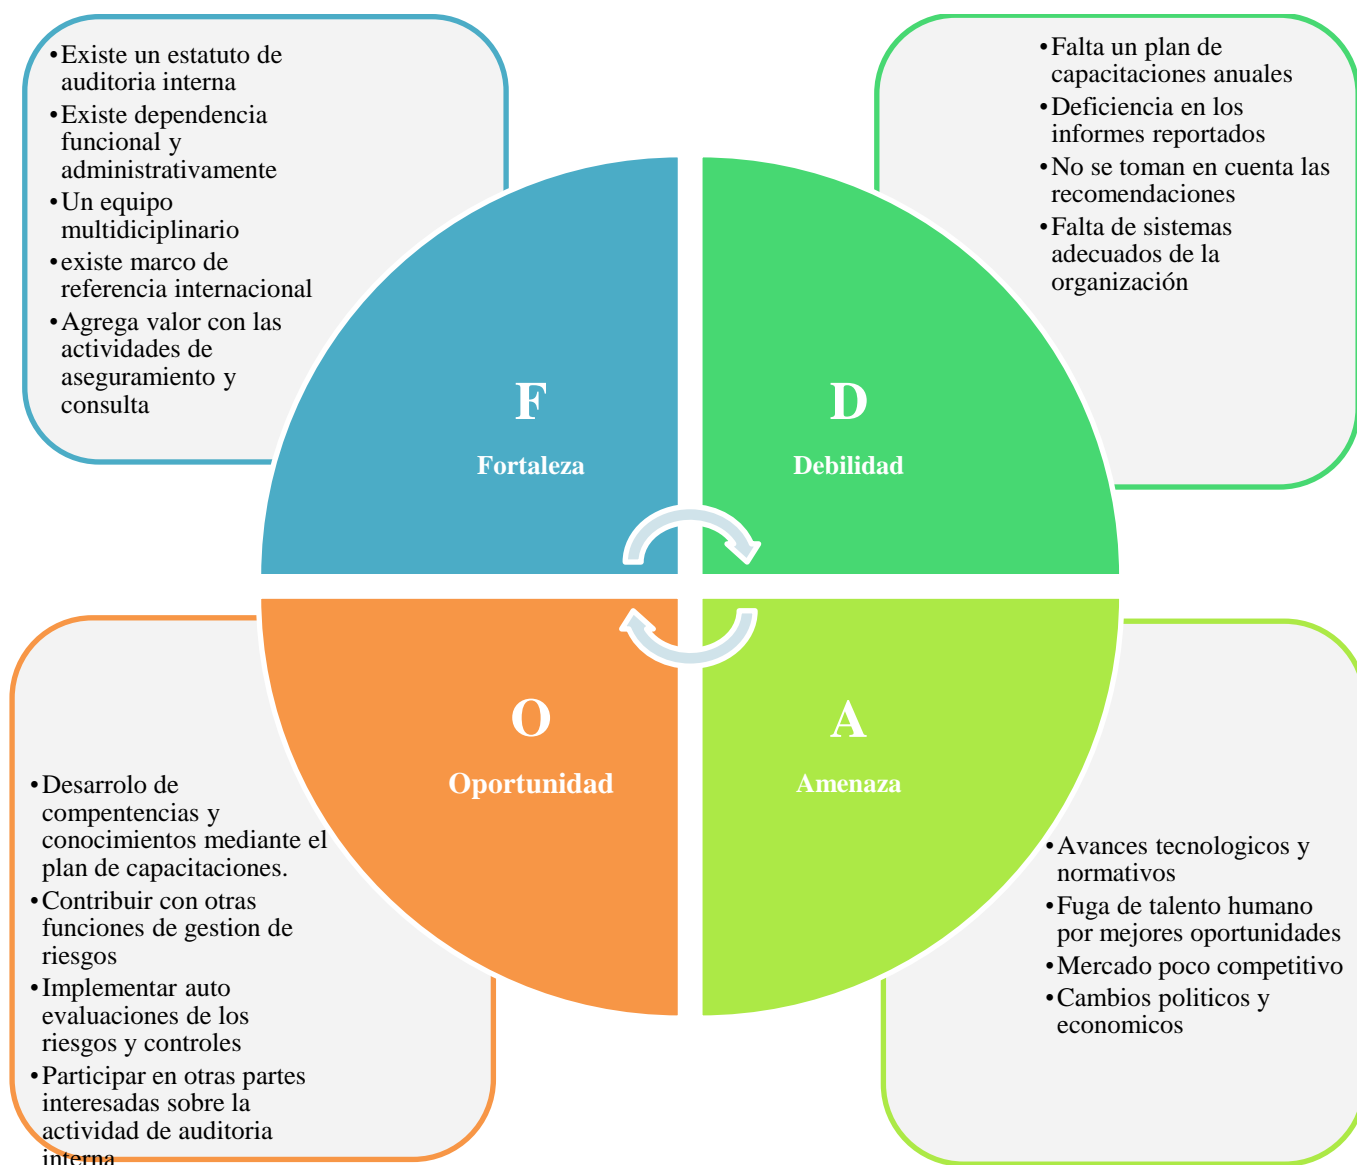 •Existe un estatuto de
auditoria interna
•Existe dependencia
funcional y
administrativamente
•Un equipo
multidiciplinario
•existe marco de
referencia internacional
•Agrega valor con las
actividades de
aseguramiento y
consulta
F
Fortaleza
•Falta un plan de
capacitaciones anuales
•Deficiencia en los
informes reportados
•No se toman en cuenta las
recomendaciones
•Falta de sistemas
adecuados de la
organización
D
Debilidad
O
Oportunidad
•Desarrolo de
compentencias y
conocimientos mediante el
plan de capacitaciones.
•Contribuir con otras
funciones de gestion de
riesgos
•Implementar auto
evaluaciones de los
riesgos y controles
•Participar en otras partes
interesadas sobre la
actividad de auditoria
interna
A
Amenaza
•Avances tecnologicos y
normativos
•Fuga de talento humano
por mejores oportunidades
•Mercado poco competitivo
•Cambios politicos y
economicos